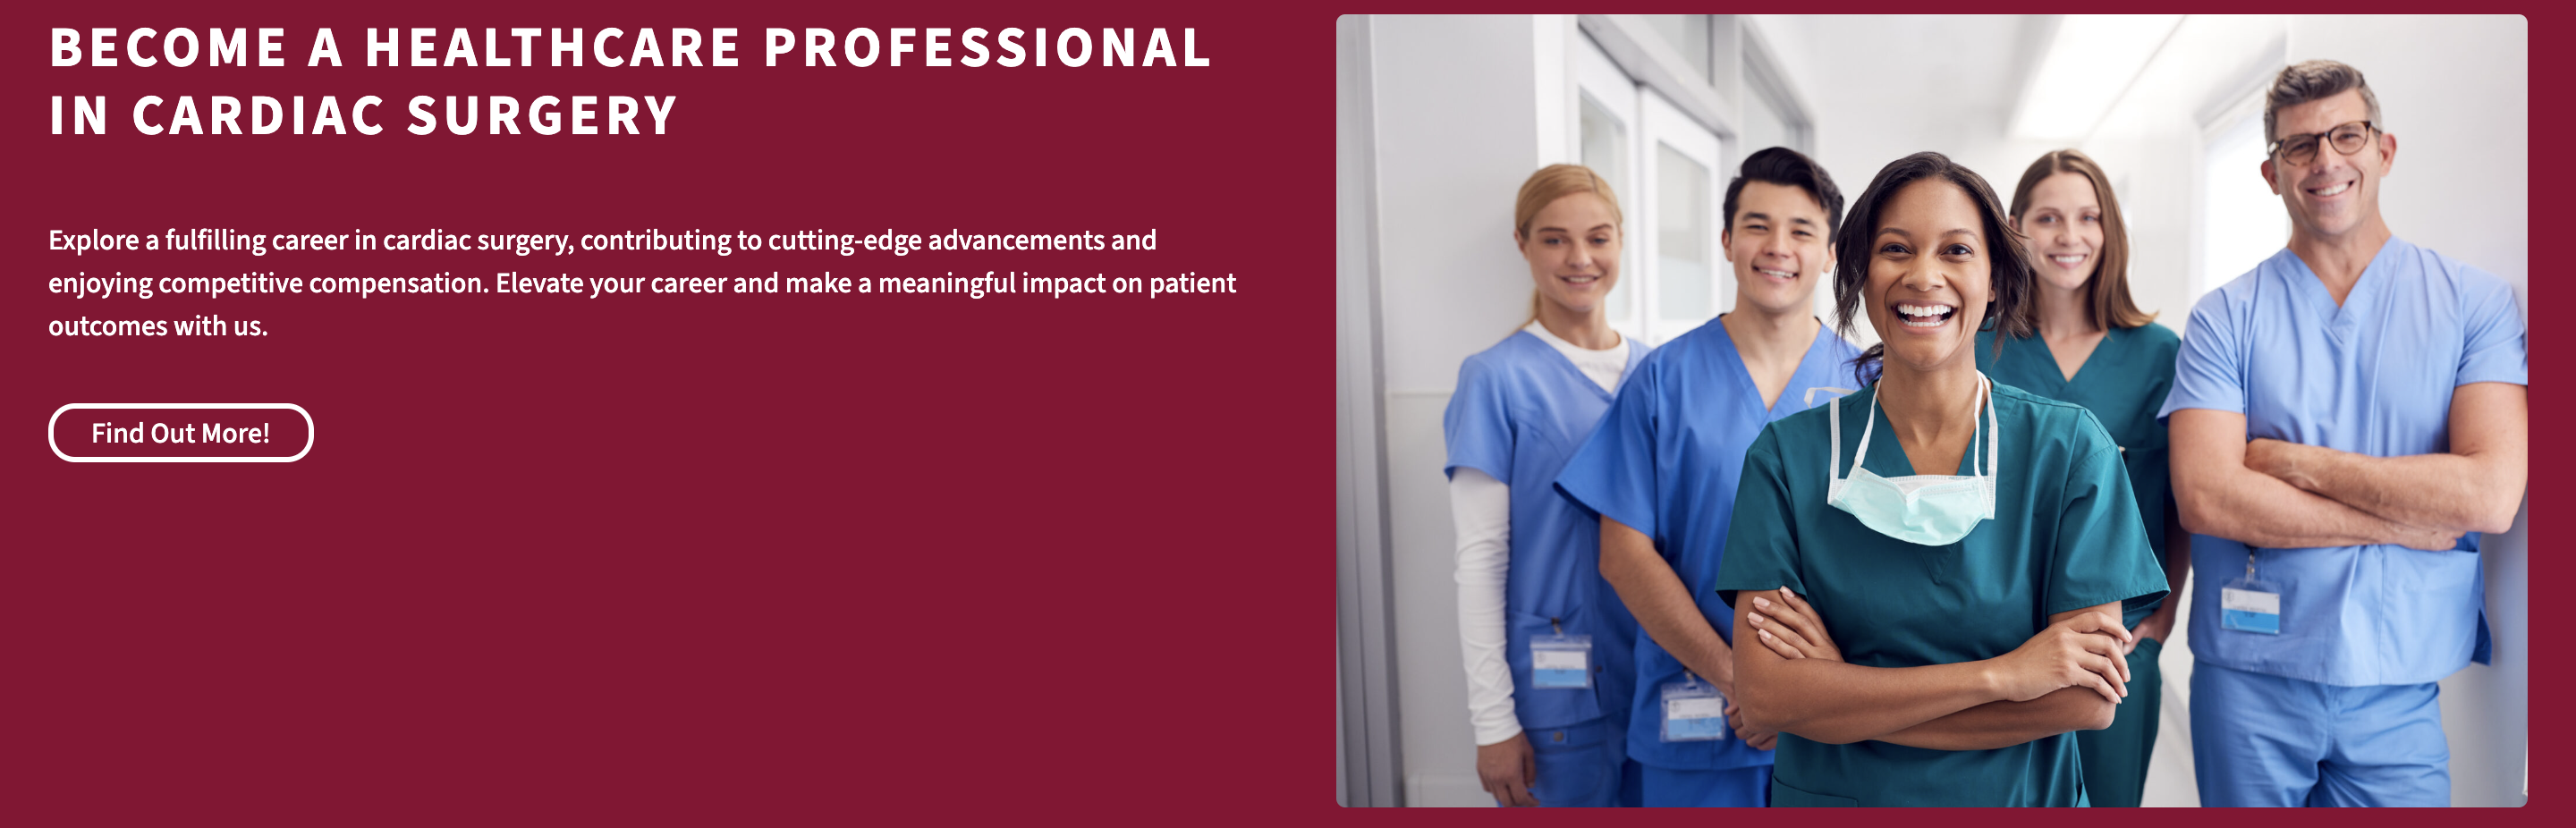 BECOME A HEALTHCARE PROFESSIONAL
IN CARDIAC SURGERY
Explore a fulfilling career in cardiac surgery, contributing to cutting-edge advancements and
enjoying competitive compensation. Elevate your career and make a meaningful impact on patient
outcomes with us.
Find Out More!